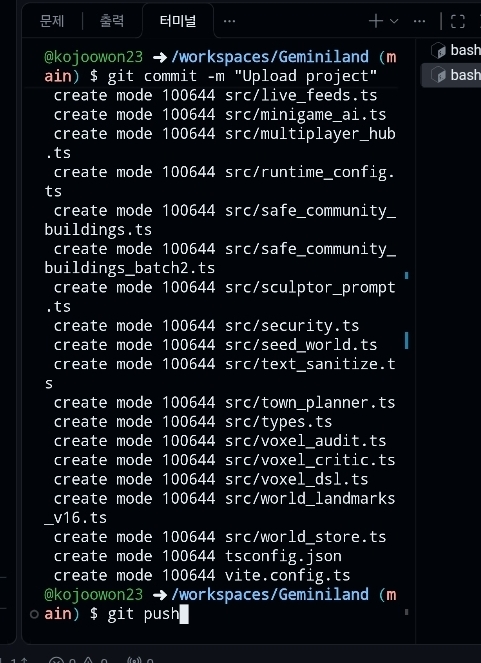 문제 출력 터미널 ···
bash
bash
@kojoowon23 ➜ /workspaces/Geminiland (m
ain) $ git commit -m "Upload project"
create mode 100644 src/live_feeds.ts
create mode 100644 src/minigame_ai.ts
create mode 100644 src/multiplayer_hub
.ts
create mode 100644 src/runtime_config.
ts
create mode 100644 src/safe_community_
buildings.ts
create mode 100644 src/safe_community_
buildings_batch2.ts
create mode 100644 src/sculptor_prompt
.ts
create mode 100644 src/security.ts
create mode 100644 src/seed_world.ts
create mode 100644 src/text_sanitize.t
s
create mode 100644 src/town_planner.ts
create mode 100644 src/types.ts
create mode 100644 src/voxel_audit.ts
create mode 100644 src/voxel_critic.ts
create mode 100644 src/voxel_dsl.ts
create mode 100644 src/world_landmarks
_v16.ts
create mode 100644 src/world_store.ts
create mode 100644 tsconfig.json
create mode 100644 vite.config.ts
@kojoowon23 ➜ /workspaces/Geminiland (m
ain) $ git push